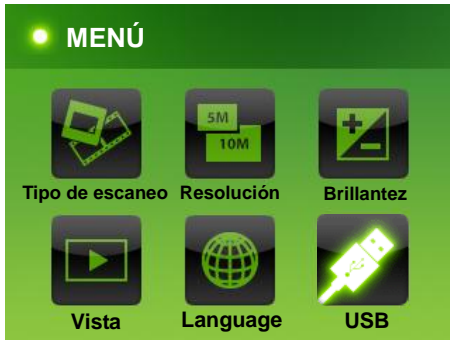 MENÚ
5M
10M
Tipo de escaneo Resolución Brillantez
Vista Language USB